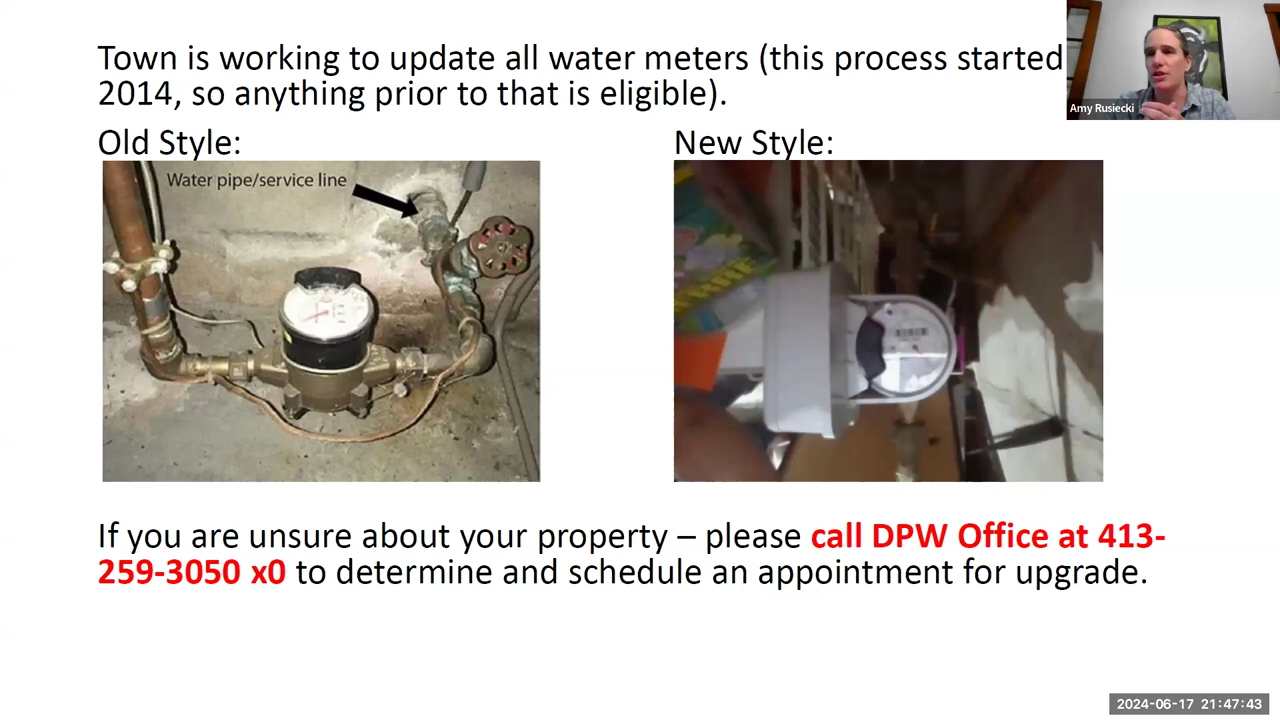 Town is working to update all water meters (this process started
2014, so anything prior to that is eligible).
Amy Rusiecki
Old Style:
New Style:
Water pipe/service line
If you are unsure about your property – please call DPW Office at 413-
259-3050 x0 to determine and schedule an appointment for upgrade.
2024-06-17 21:47:43